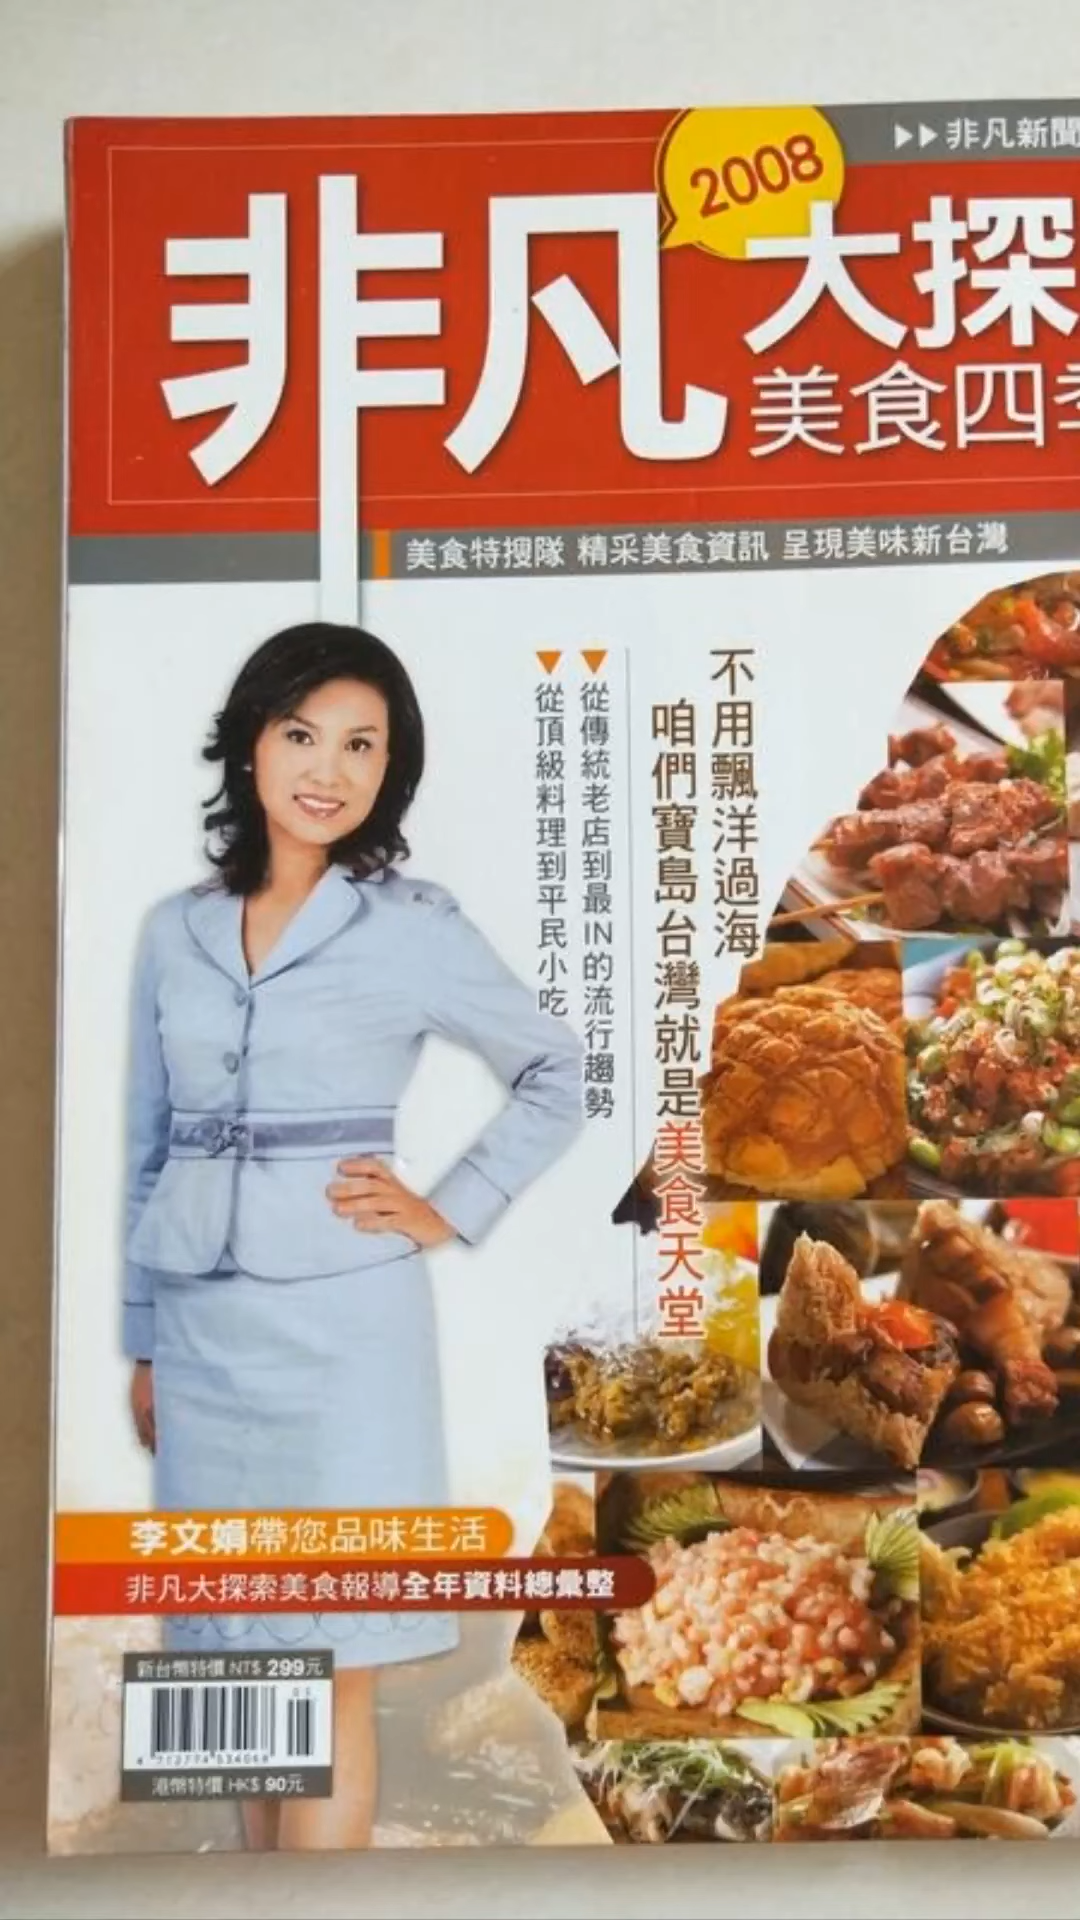 2008
▶▶非凡新聞
非凡大探
美食四季
美食特搜隊 精采美食資訊 呈現美味新台灣
不用飄洋過海
咱們寶島台灣就是美食天堂
▼從傳統老店到最IN的流行趨勢
▼從頂級料理到平民小吃
李文娟帶您品味生活
非凡大探索美食報導全年資料總彙整
新台幣特價 NT$ 299元
港幣特價 HK$ 90元